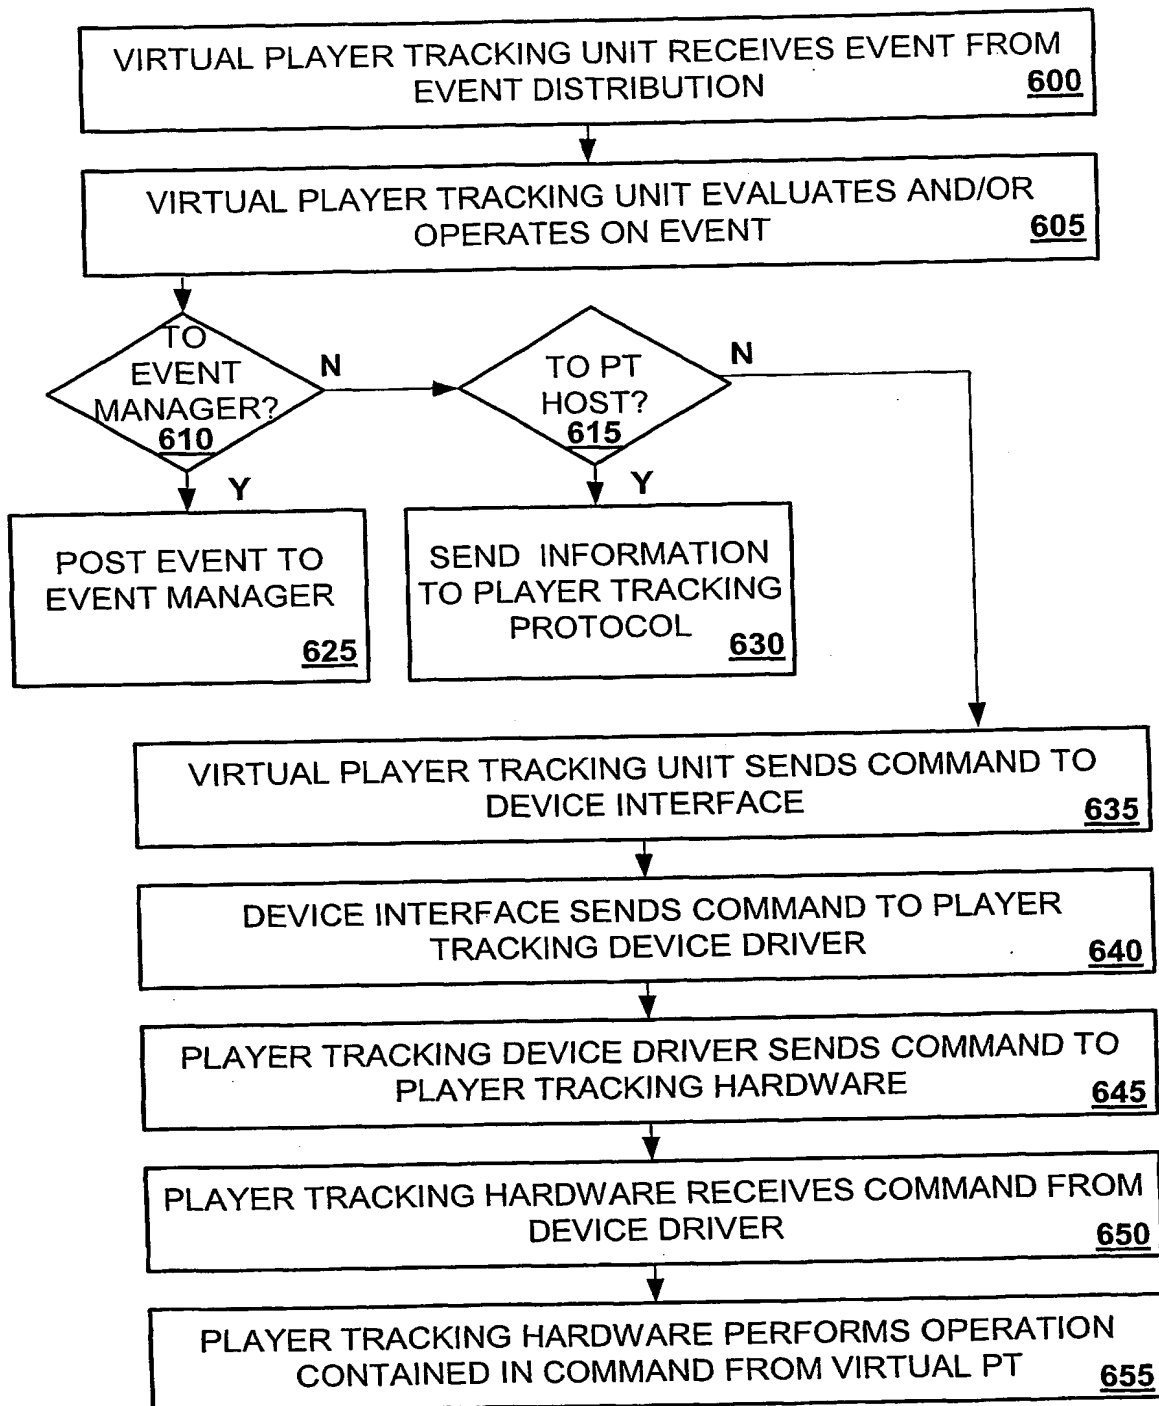 VIRTUAL PLAYER TRACKING UNIT RECEIVES EVENT FROM
EVENT DISTRIBUTION
600
VIRTUAL PLAYER TRACKING UNIT EVALUATES AND/OR
OPERATES ON EVENT
605
TO
EVENT
MANAGER?
610
N
TO PT
HOST?
615
N
Y
Y
POST EVENT TO
EVENT MANAGER
625
SEND INFORMATION
TO PLAYER TRACKING
PROTOCOL
630
VIRTUAL PLAYER TRACKING UNIT SENDS COMMAND TO
DEVICE INTERFACE
635
DEVICE INTERFACE SENDS COMMAND TO PLAYER
TRACKING DEVICE DRIVER
640
PLAYER TRACKING DEVICE DRIVER SENDS COMMAND TO
PLAYER TRACKING HARDWARE
645
PLAYER TRACKING HARDWARE RECEIVES COMMAND FROM
DEVICE DRIVER
650
PLAYER TRACKING HARDWARE PERFORMS OPERATION
CONTAINED IN COMMAND FROM VIRTUAL PT
655